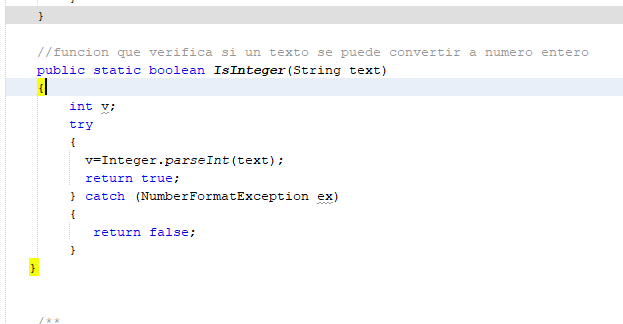 }
//funcion que verifica si un texto se puede convertir a numero entero
public static boolean IsInteger(String text)
{
int v;
try
{
v=Integer.parseInt(text);
return true;
} catch (NumberFormatException ex)
{
return false;
}
}
/**